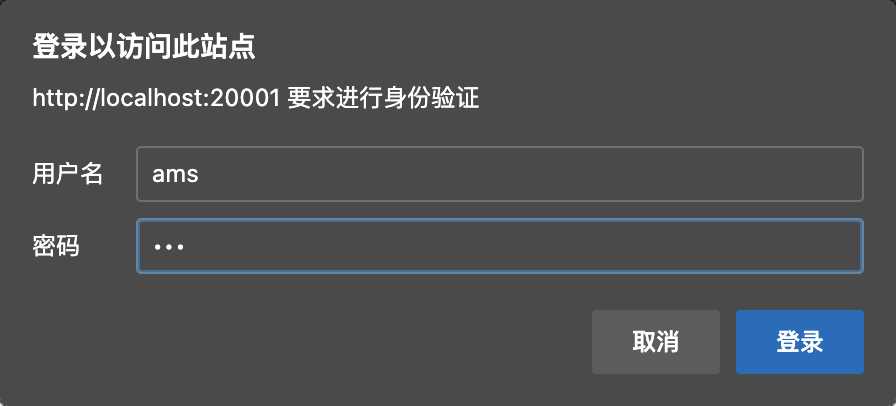 登录以访问此站点
http://localhost:20001 要求进行身份验证
用户名 ams
密码 •••
取消 登录